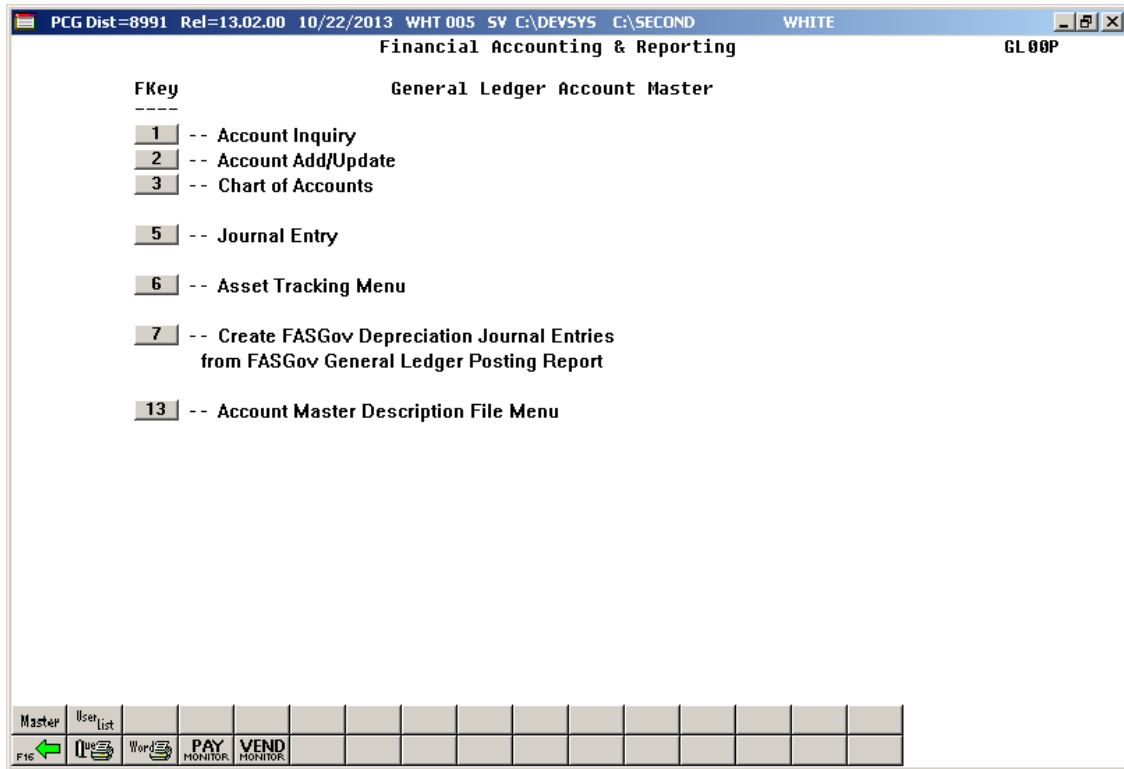 PCG Dist=8991 Rel=13.02.00 10/22/2013 WHT 005 SV C:\DEVSYS C:\SECOND WHITE
Financial Accounting & Reporting GL00P
FKey General Ledger Account Master
----
1 -- Account Inquiry
2 -- Account Add/Update
3 -- Chart of Accounts
5 -- Journal Entry
6 -- Asset Tracking Menu
7 -- Create FASGov Depreciation Journal Entries
from FASGov General Ledger Posting Report
13 -- Account Master Description File Menu
Master User List
F16 Que Word PAY MONITOR VEND MONITOR